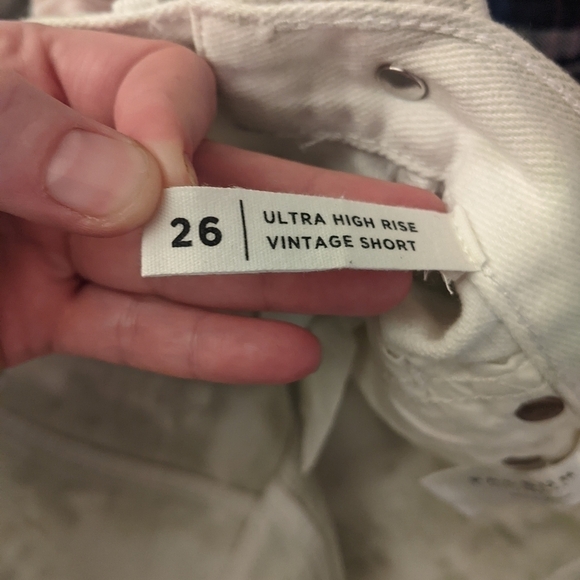 26
ULTRA HIGH RISE
VINTAGE SHORT